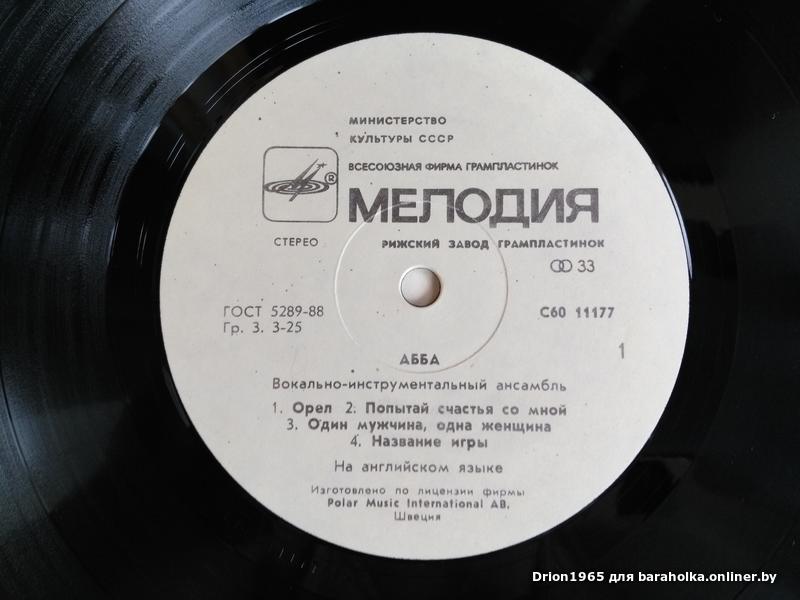 МИНИСТЕРСТВО
КУЛЬТУРЫ СССР
ВСЕСОЮЗНАЯ ФИРМА ГРАМПЛАСТИНОК
®
МЕЛОДИЯ
СТЕРЕО
РИЖСКИЙ ЗАВОД ГРАМПЛАСТИНОК
33
ГОСТ 5289-88
Гр. 3. 3-25
С60 11177
1
АББА
Вокально-инструментальный ансамбль
1. Орел 2. Попытай счастья со мной
3. Один мужчина, одна женщина
4. Название игры
На английском языке
Изготовлено по лицензии фирмы
Polar Music International AB,
Швеция
Drion1965 для baraholka.onliner.by